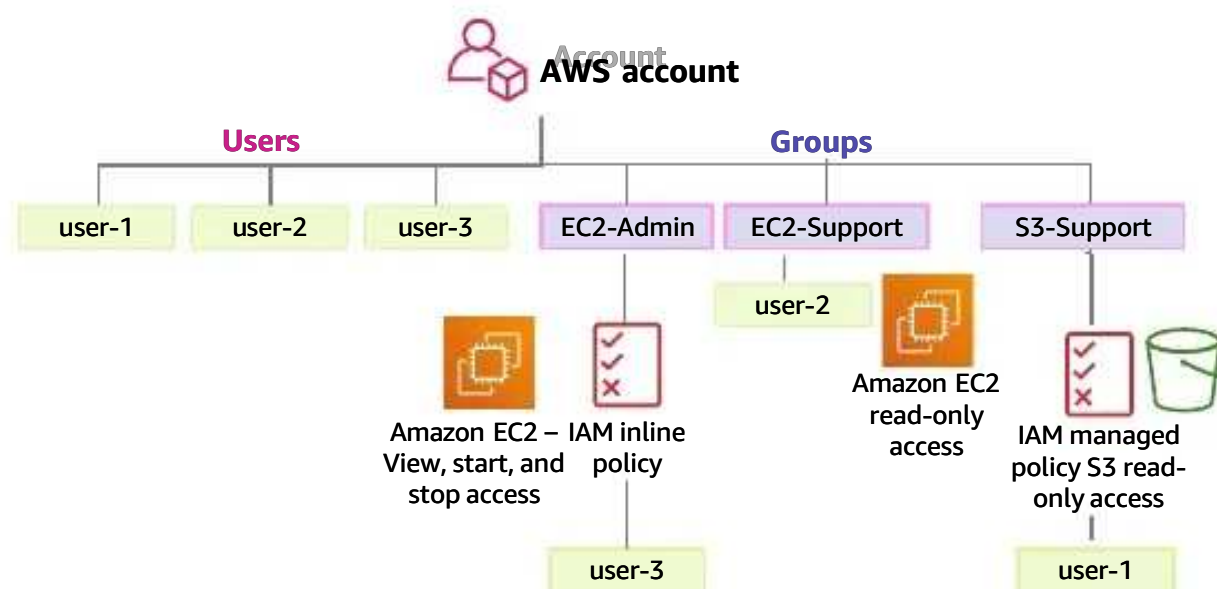 Account
AWS account
Users
Groups
user-1
user-2
user-3
EC2-Admin
EC2-Support
S3-Support
user-2
Amazon EC2 –
View, start, and
stop access
IAM inline
policy
Amazon EC2
read-only
access
IAM managed
policy S3 read-
only access
user-3
user-1